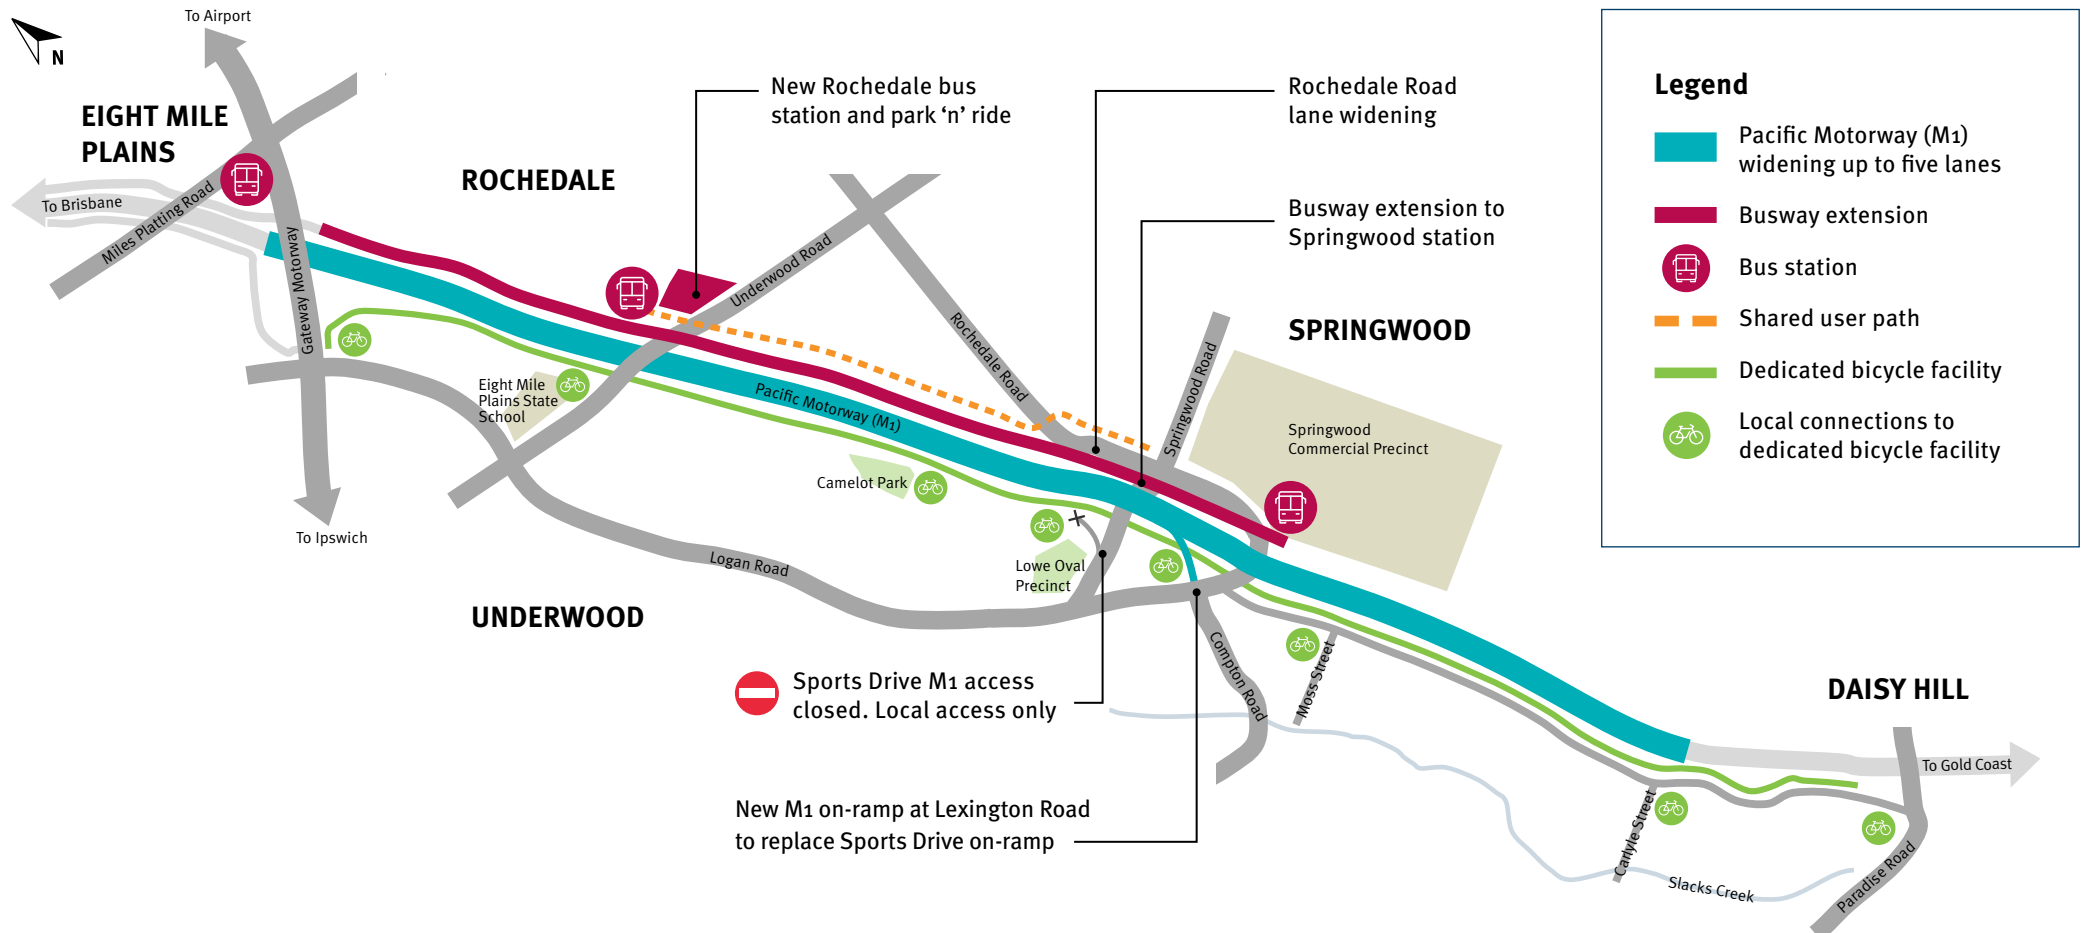 To Airport
N
EIGHT MILE
PLAINS
To Brisbane
Miles Platting Road
Gateway Motorway
To Ipswich
ROCHEDALE
New Rochedale bus
station and park ‘n’ ride
Underwood Road
Rochedale Road
lane widening
Busway extension to
Springwood station
Rochedale Road
Springwood Road
SPRINGWOOD
Springwood
Commercial Precinct
Eight Mile
Plains State
School
Pacific Motorway (M1)
Camelot Park
Logan Road
Lowe Oval
Precinct
UNDERWOOD
Sports Drive M1 access
closed. Local access only
Compton Road
Moss Street
New M1 on-ramp at Lexington Road
to replace Sports Drive on-ramp
DAISY HILL
To Gold Coast
Carlyle Street
Slacks Creek
Paradise Road
Legend
Pacific Motorway (M1)
widening up to five lanes
Busway extension
Bus station
Shared user path
Dedicated bicycle facility
Local connections to
dedicated bicycle facility